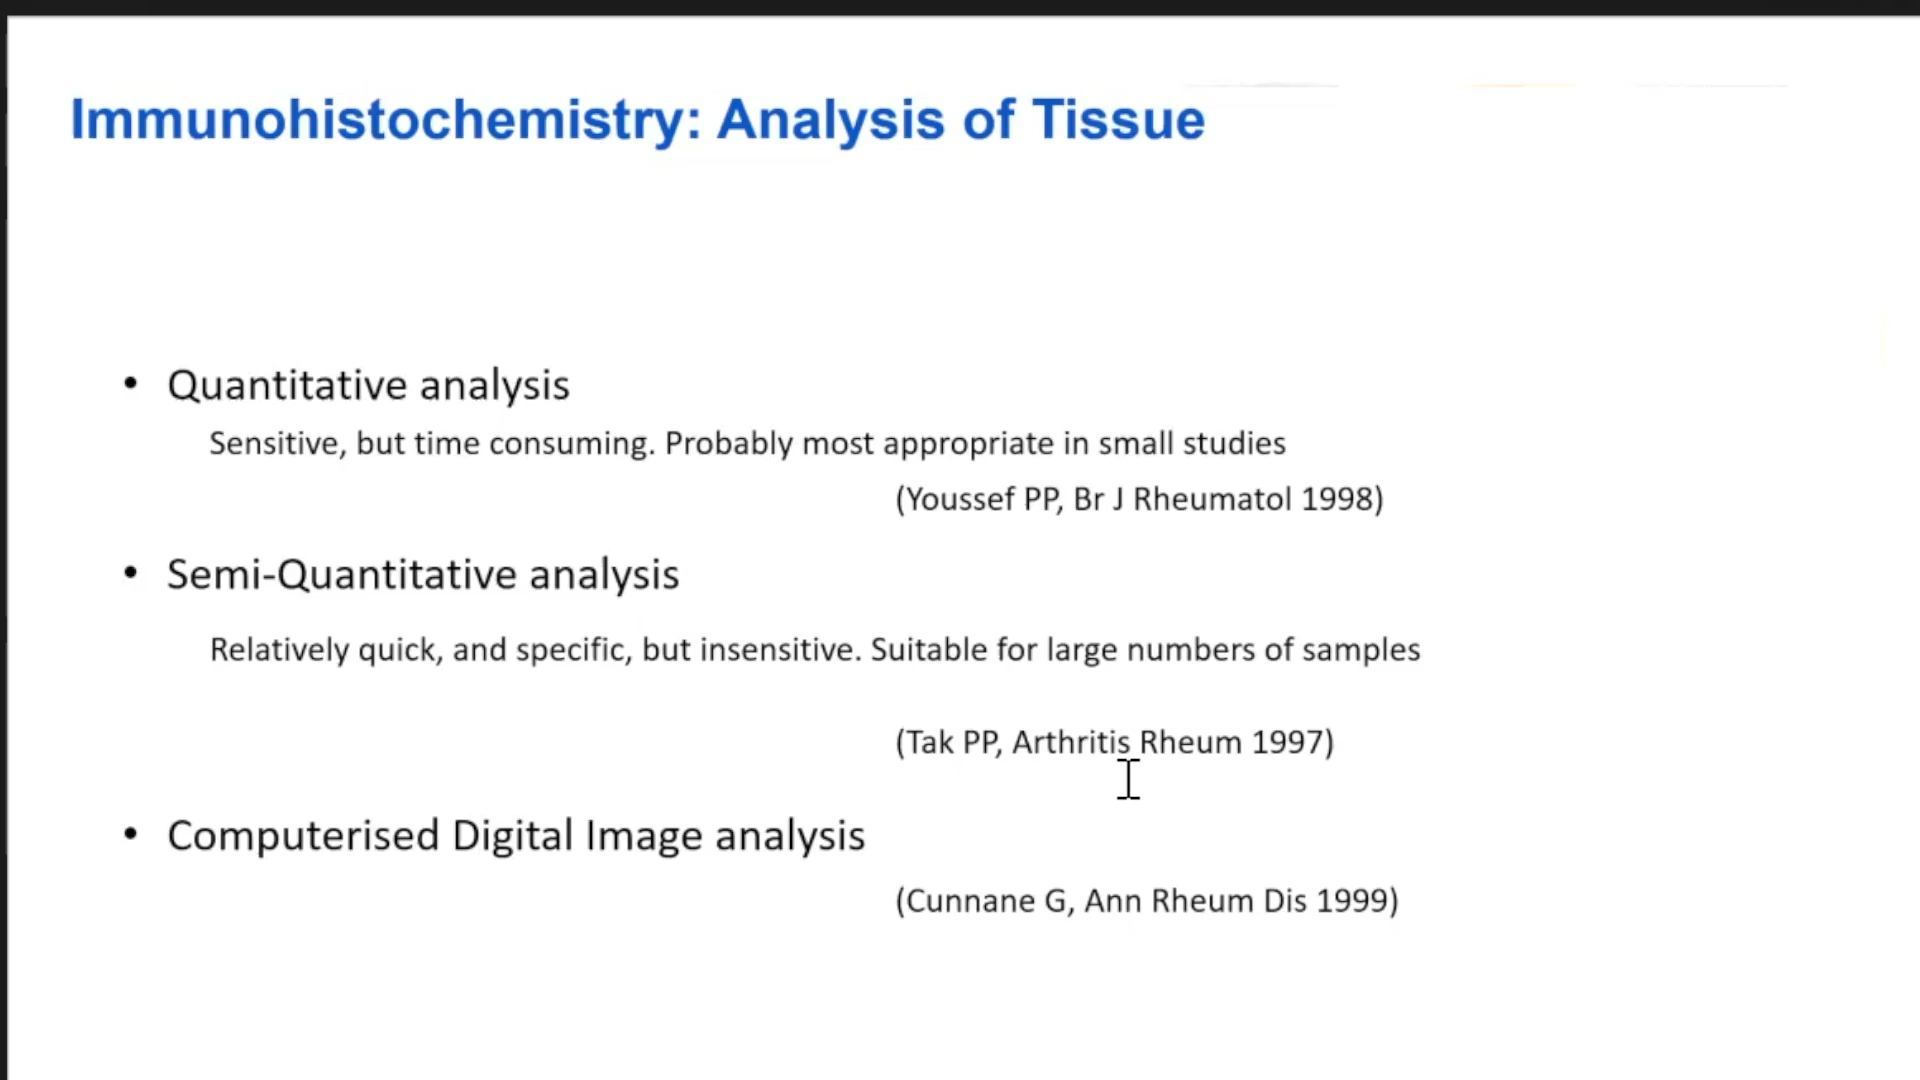 Immunohistochemistry: Analysis of Tissue
• Quantitative analysis
Sensitive, but time consuming. Probably most appropriate in small studies
(Youssef PP, Br J Rheumatol 1998)
• Semi-Quantitative analysis
Relatively quick, and specific, but insensitive. Suitable for large numbers of samples
(Tak PP, Arthritis Rheum 1997)
• Computerised Digital Image analysis
(Cunnane G, Ann Rheum Dis 1999)